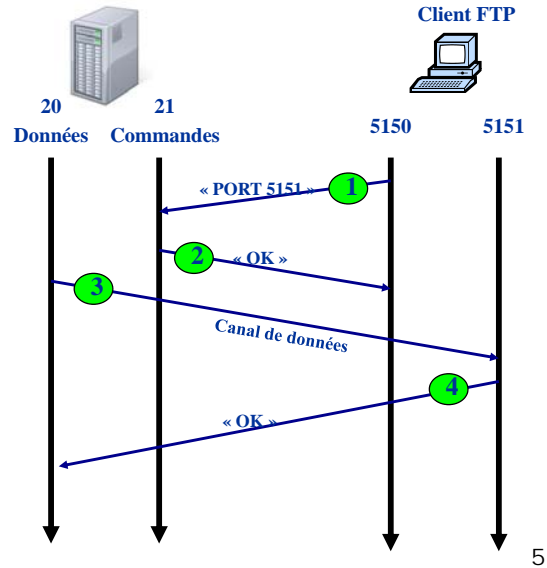 Client FTP
20
Données
21
Commandes
5150
5151
« PORT 5151 »
1
2
« OK »
3
Canal de données
4
« OK »
5